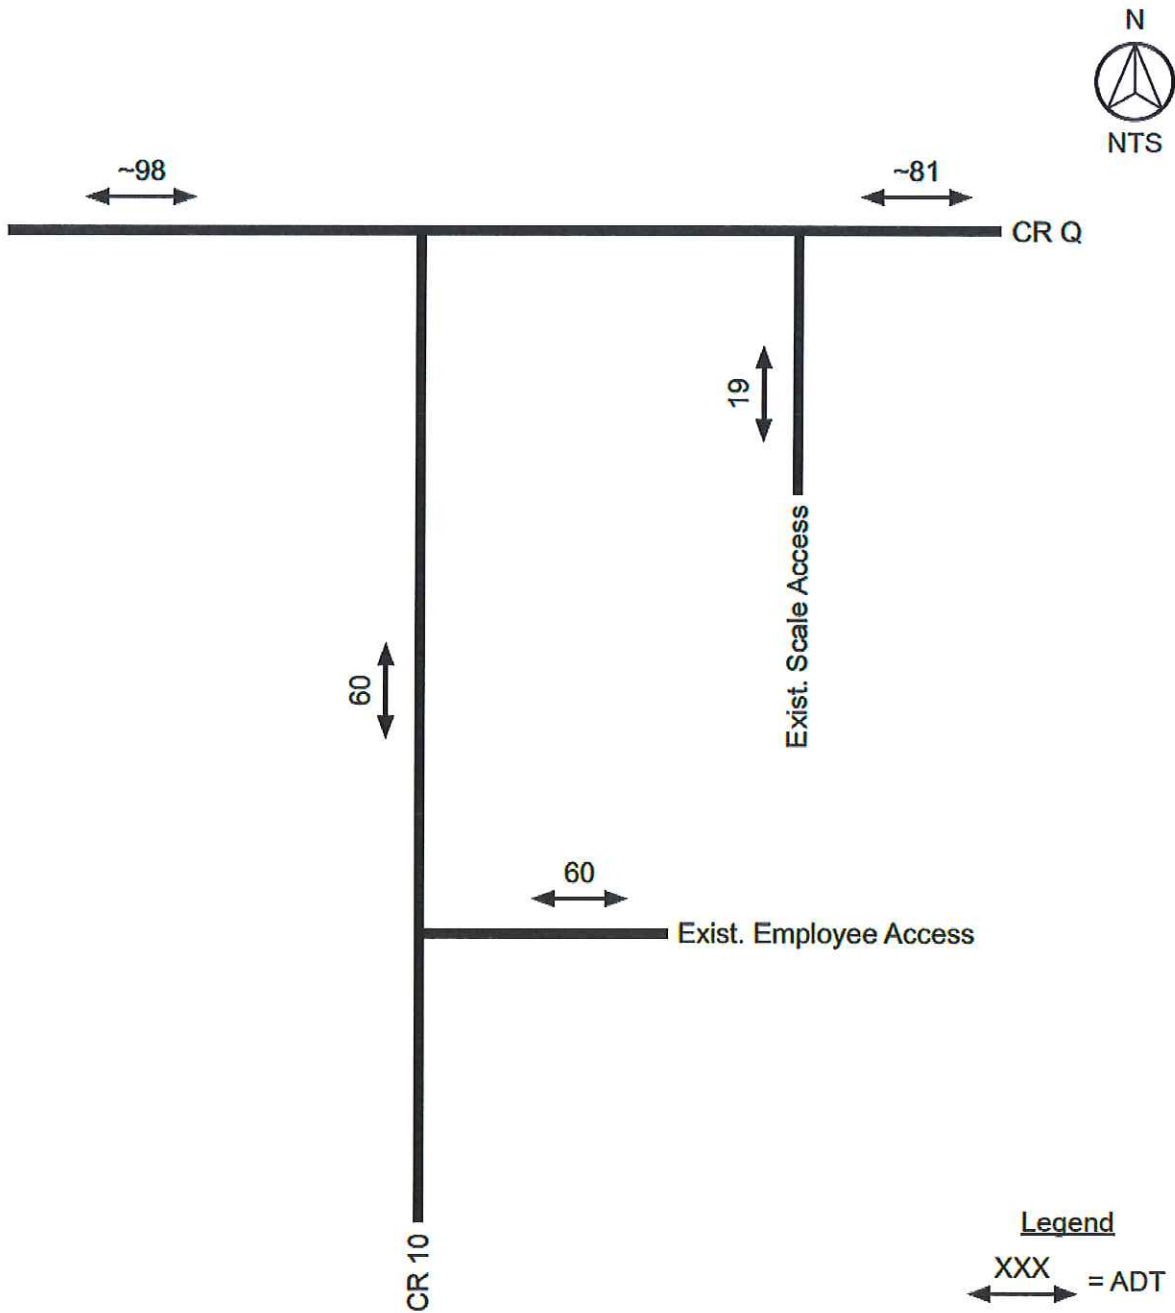 N
NTS
~98
~81
CR Q
19
Exist. Scale Access
60
60
Exist. Employee Access
CR 10
Legend
XXX
= ADT